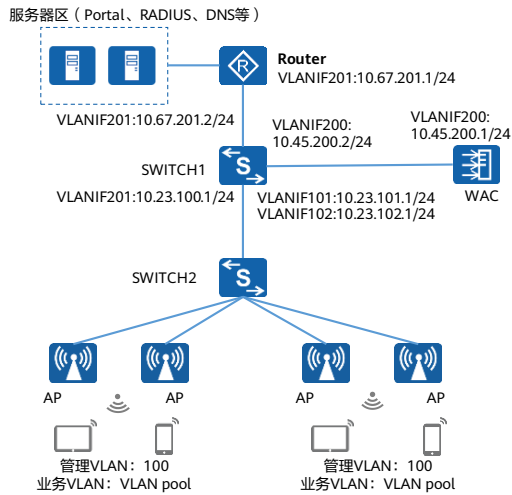 服务器区（Portal、RADIUS、DNS等）
Router
VLANIF201:10.67.201.1/24
VLANIF201:10.67.201.2/24
VLANIF200:
10.45.200.2/24
VLANIF200:
10.45.200.1/24
SWITCH1
S
WAC
VLANIF201:10.23.100.1/24
VLANIF101:10.23.101.1/24
VLANIF102:10.23.102.1/24
SWITCH2
S
AP
AP
AP
AP
管理VLAN：100
业务VLAN：VLAN pool
管理VLAN：100
业务VLAN：VLAN pool